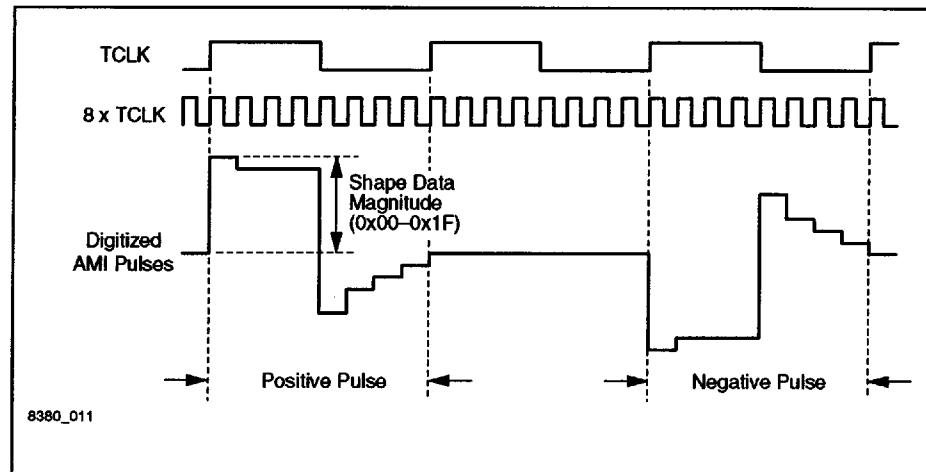 TCLK
8 x TCLK
Shape Data
Magnitude
(0x00–0x1F)
Digitized
AMI Pulses
Positive Pulse
Negative Pulse
8380_011